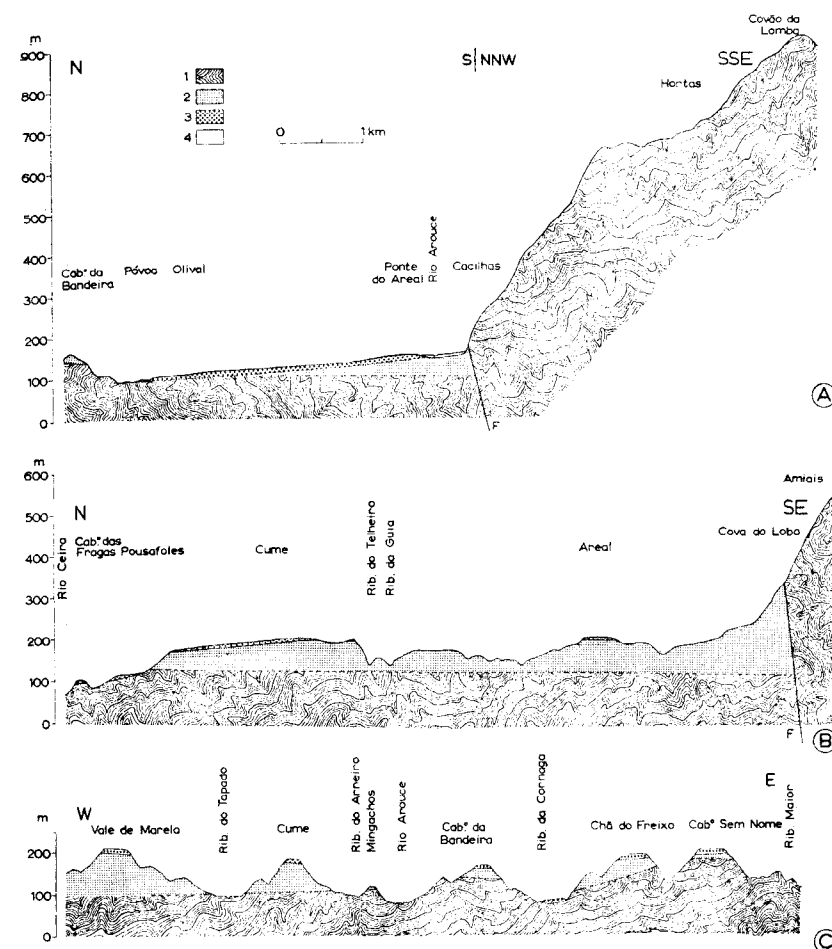 Covão da
Lomba
m
900
N
S NNW
SSE
1
800
2
Hortas
3
0 1 km
700
4
600
500
400
Cab.º da
Bandeira
Póvoa
Olival
Ponte
do Areal
Rio Arouce
Cacilhas
300
200
100
0
F
A
m
600
Amiais
500
N
SE
Rio Ceira
Cab.º das
Fragas Pousafoles
Cume
Rib. do Telheiro
Rib. da Guia
Areal
Cova do Lobo
400
300
200
100
0
F
B
m
W
E
Vale de Marela
Rib. do Tapado
Cume
Rib. do Arneiro
Mingachos
Rio Arouce
Cab.º da
Bandeira
Chã do Freixo
Cab.º Sem Nome
Rib. Maior
200
100
0
C